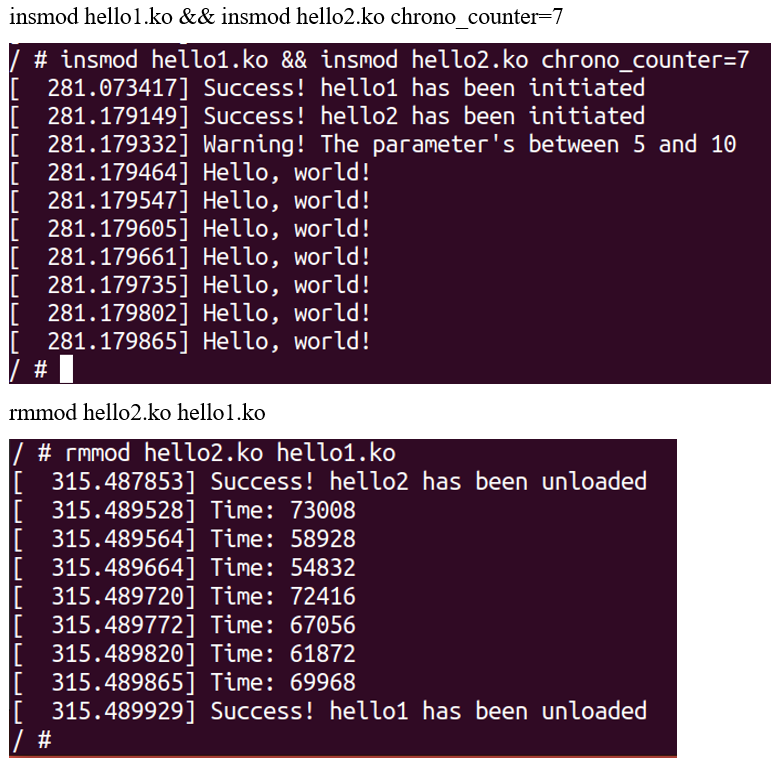 insmod hello1.ko && insmod hello2.ko chrono_counter=7
/ # insmod hello1.ko && insmod hello2.ko chrono_counter=7
[  281.073417] Success! hello1 has been initiated
[  281.179149] Success! hello2 has been initiated
[  281.179332] Warning! The parameter's between 5 and 10
[  281.179464] Hello, world!
[  281.179547] Hello, world!
[  281.179605] Hello, world!
[  281.179661] Hello, world!
[  281.179735] Hello, world!
[  281.179802] Hello, world!
[  281.179865] Hello, world!
/ #
rmmod hello2.ko hello1.ko
/ # rmmod hello2.ko hello1.ko
[  315.487853] Success! hello2 has been unloaded
[  315.489528] Time: 73008
[  315.489564] Time: 58928
[  315.489664] Time: 54832
[  315.489720] Time: 72416
[  315.489772] Time: 67056
[  315.489820] Time: 61872
[  315.489865] Time: 69968
[  315.489929] Success! hello1 has been unloaded
/ #